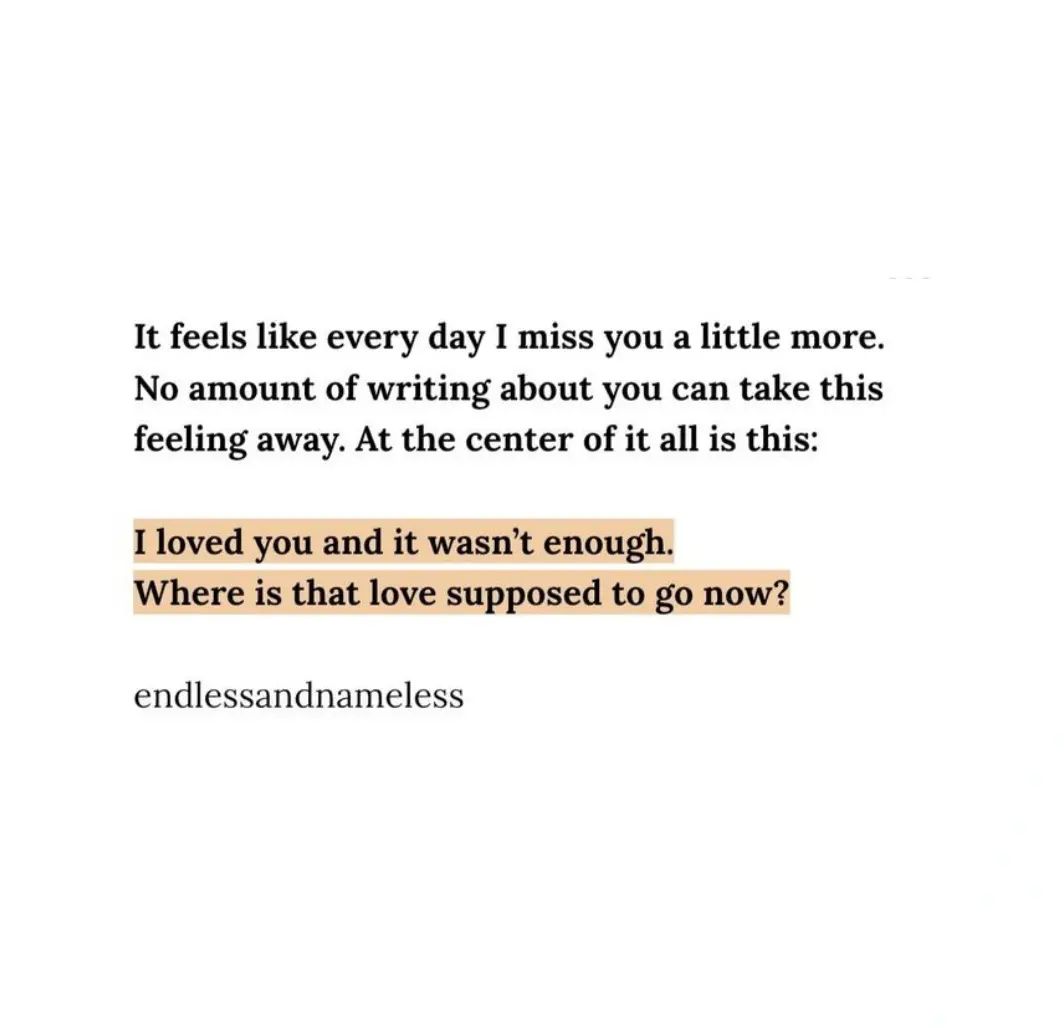 It feels like every day I miss you a little more.
No amount of writing about you can take this
feeling away. At the center of it all is this:
I loved you and it wasn’t enough.
Where is that love supposed to go now?
endlessandnameless